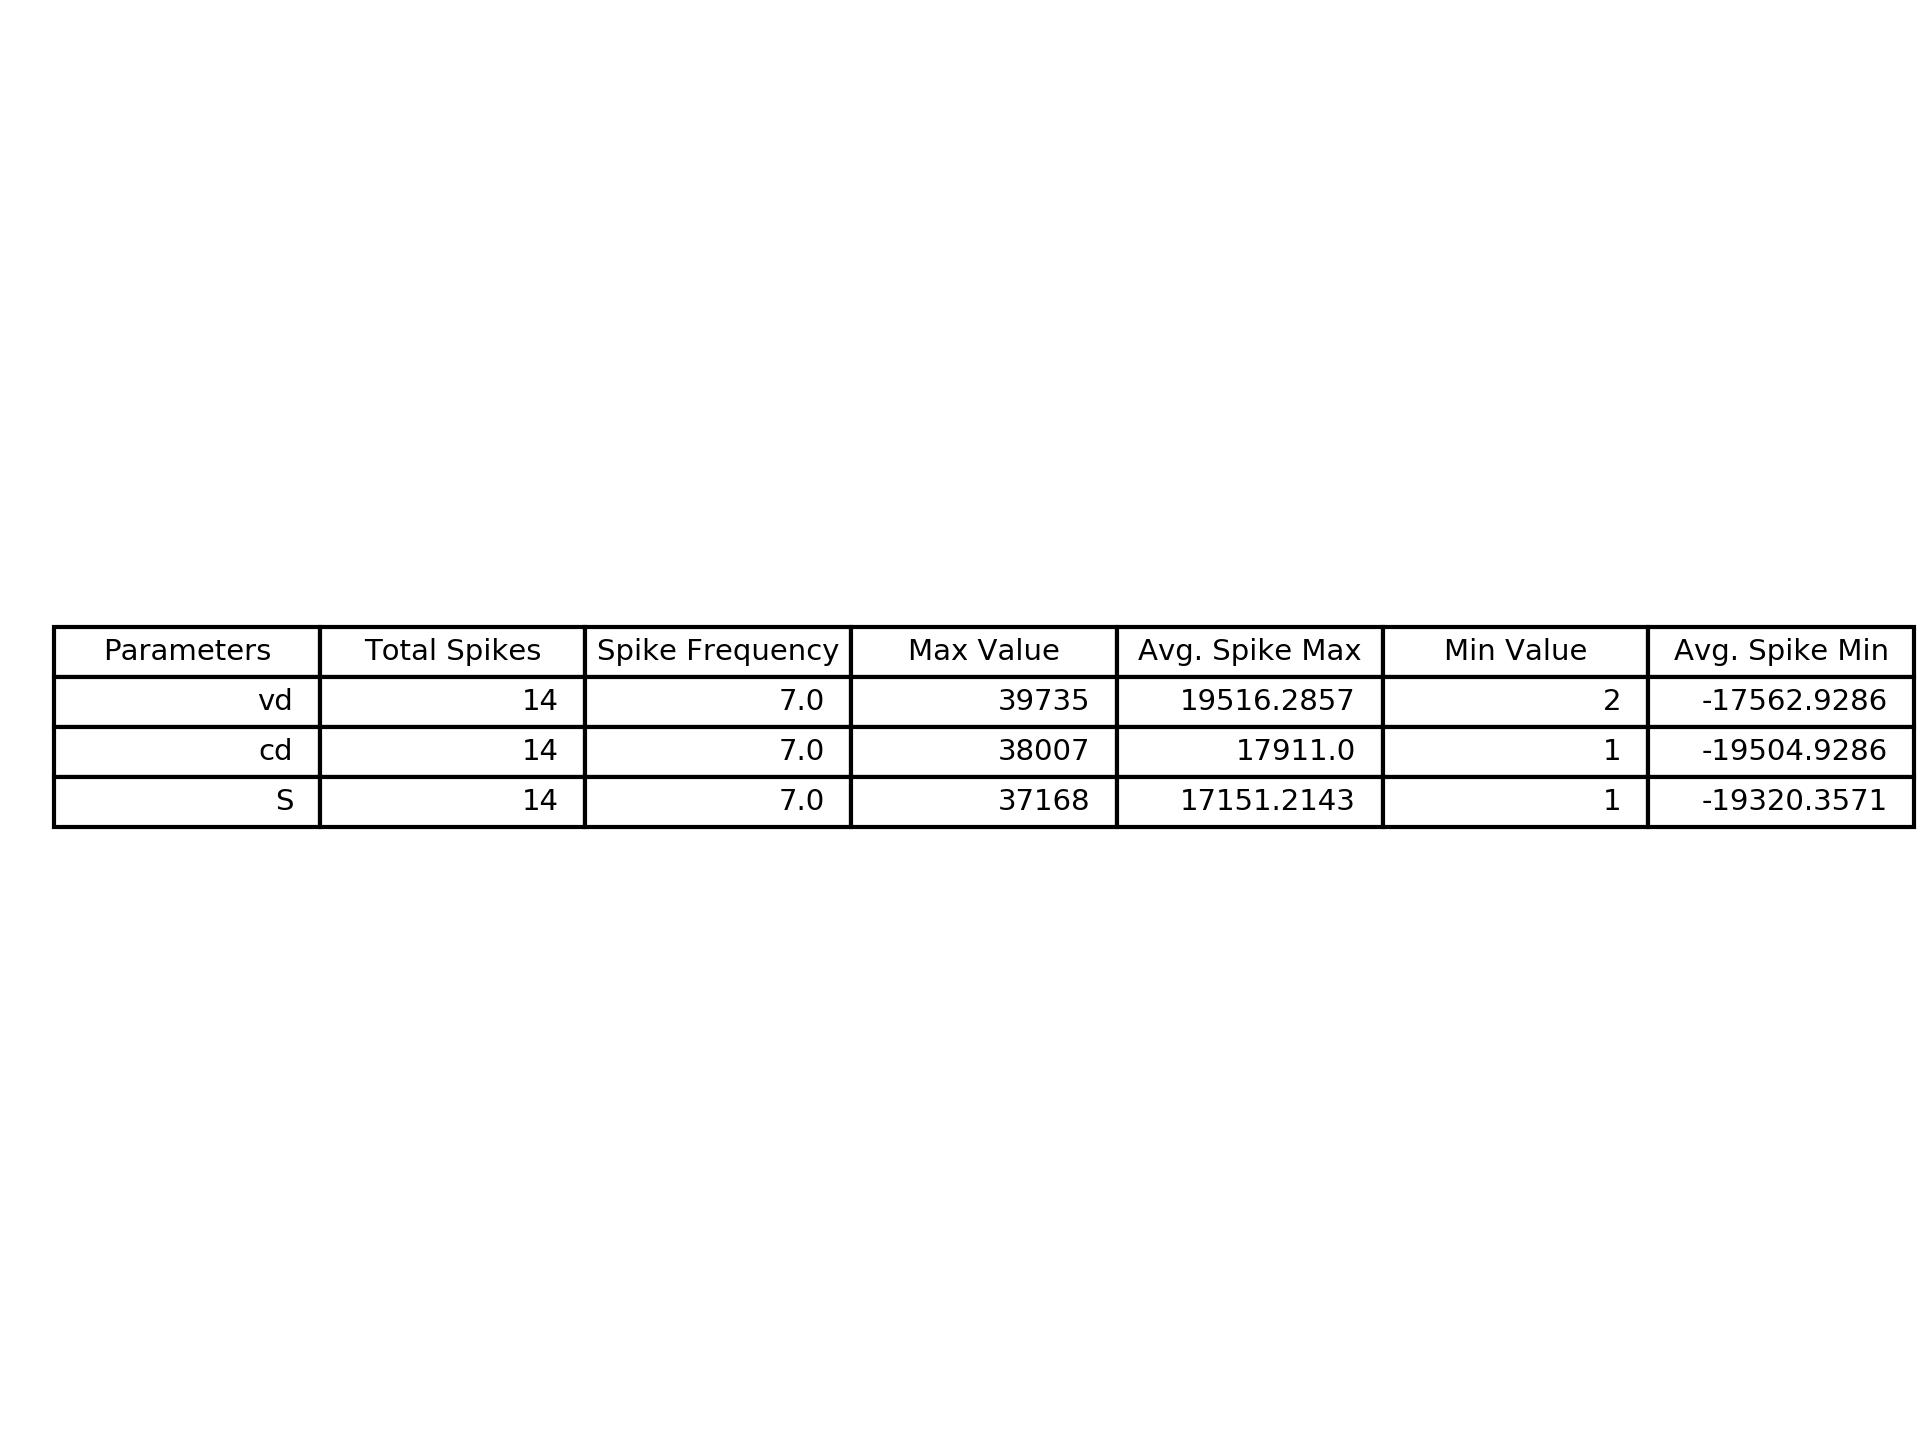 Parameters Total Spikes Spike Frequency Max Value Avg. Spike Max Min Value Avg. Spike Min
vd 14 7.0 39735 19516.2857 2 -17562.9286
cd 14 7.0 38007 17911.0 1 -19504.9286
S 14 7.0 37168 17151.2143 1 -19320.3571